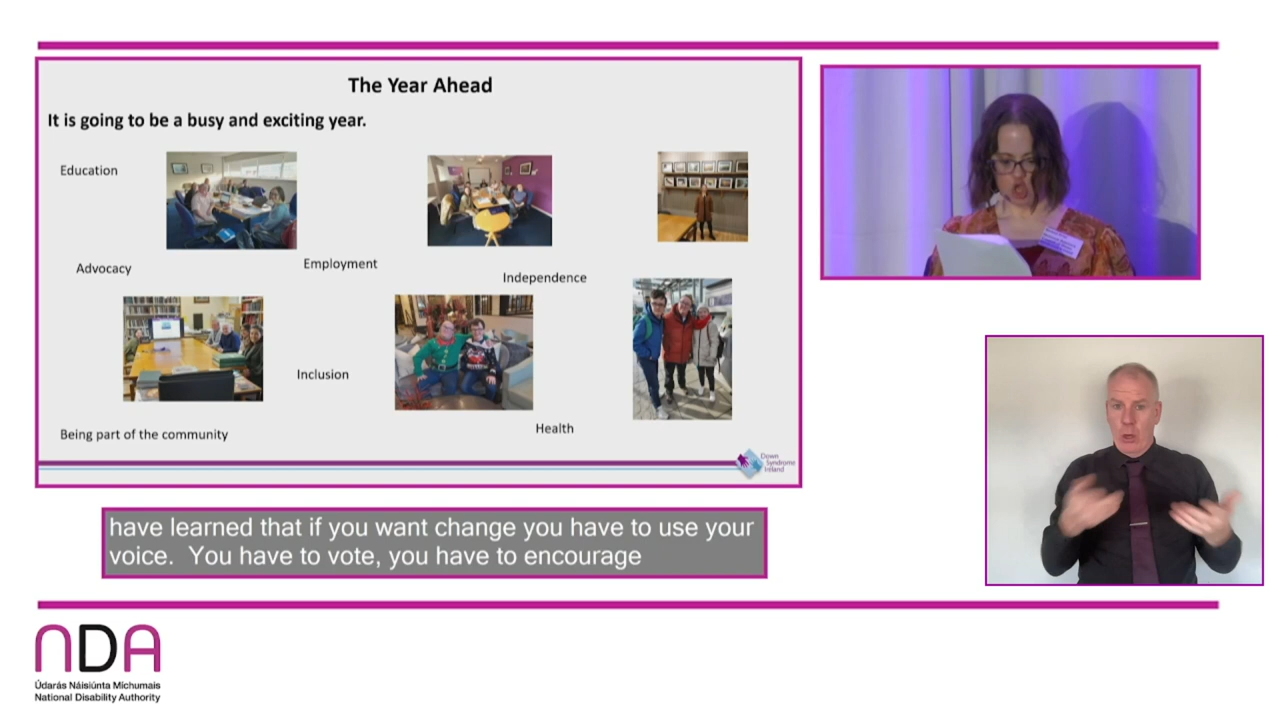 The Year Ahead
It is going to be a busy and exciting year.
Education
Advocacy
Employment
Independence
Inclusion
Being part of the community
Health
Down
Syndrome
Ireland
have learned that if you want change you have to use your
voice.  You have to vote, you have to encourage
NDA
Údarás Náisiúnta Míchumais
National Disability Authority